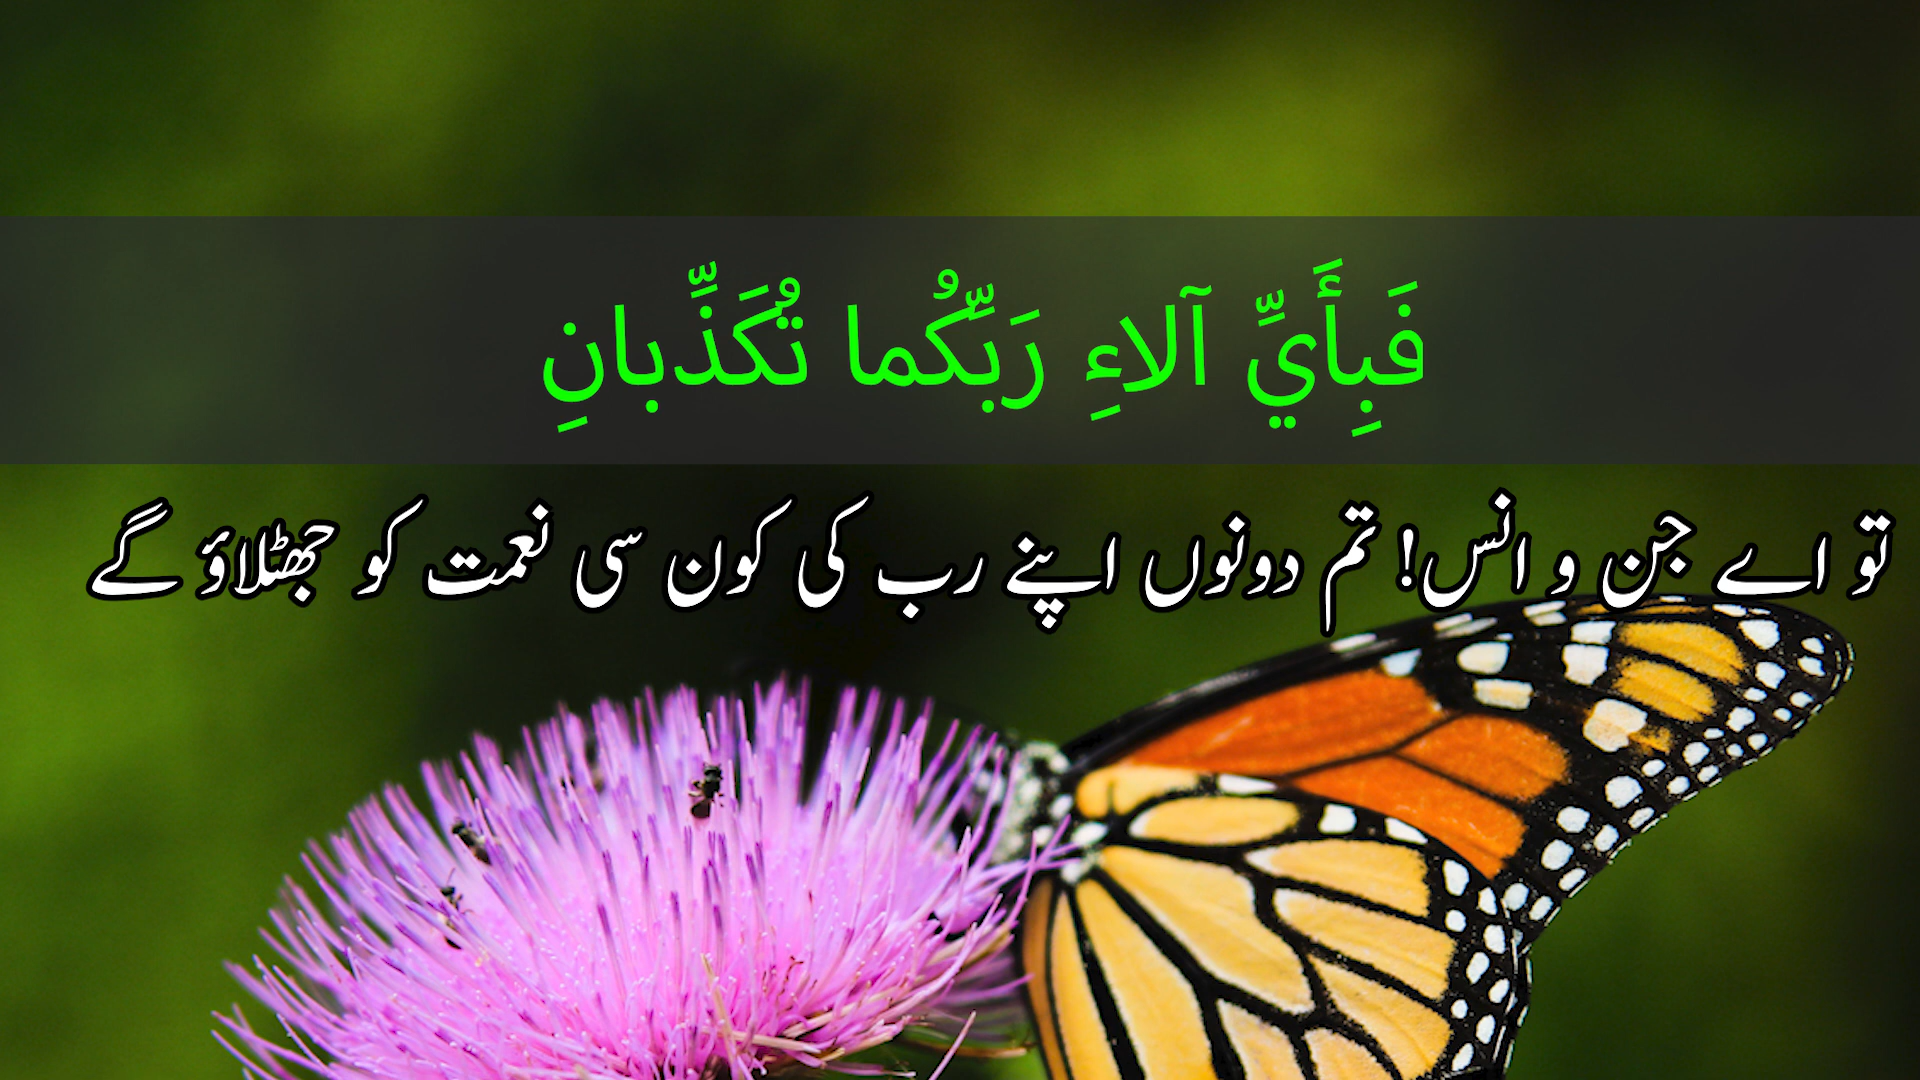 فَبِأَيِّ آلاءِ رَبِّكُما تُكَذِّبانِ
تو اے جن و انس! تم دونوں اپنے رب کی کون سی نعمت کو جھٹلاؤ گے